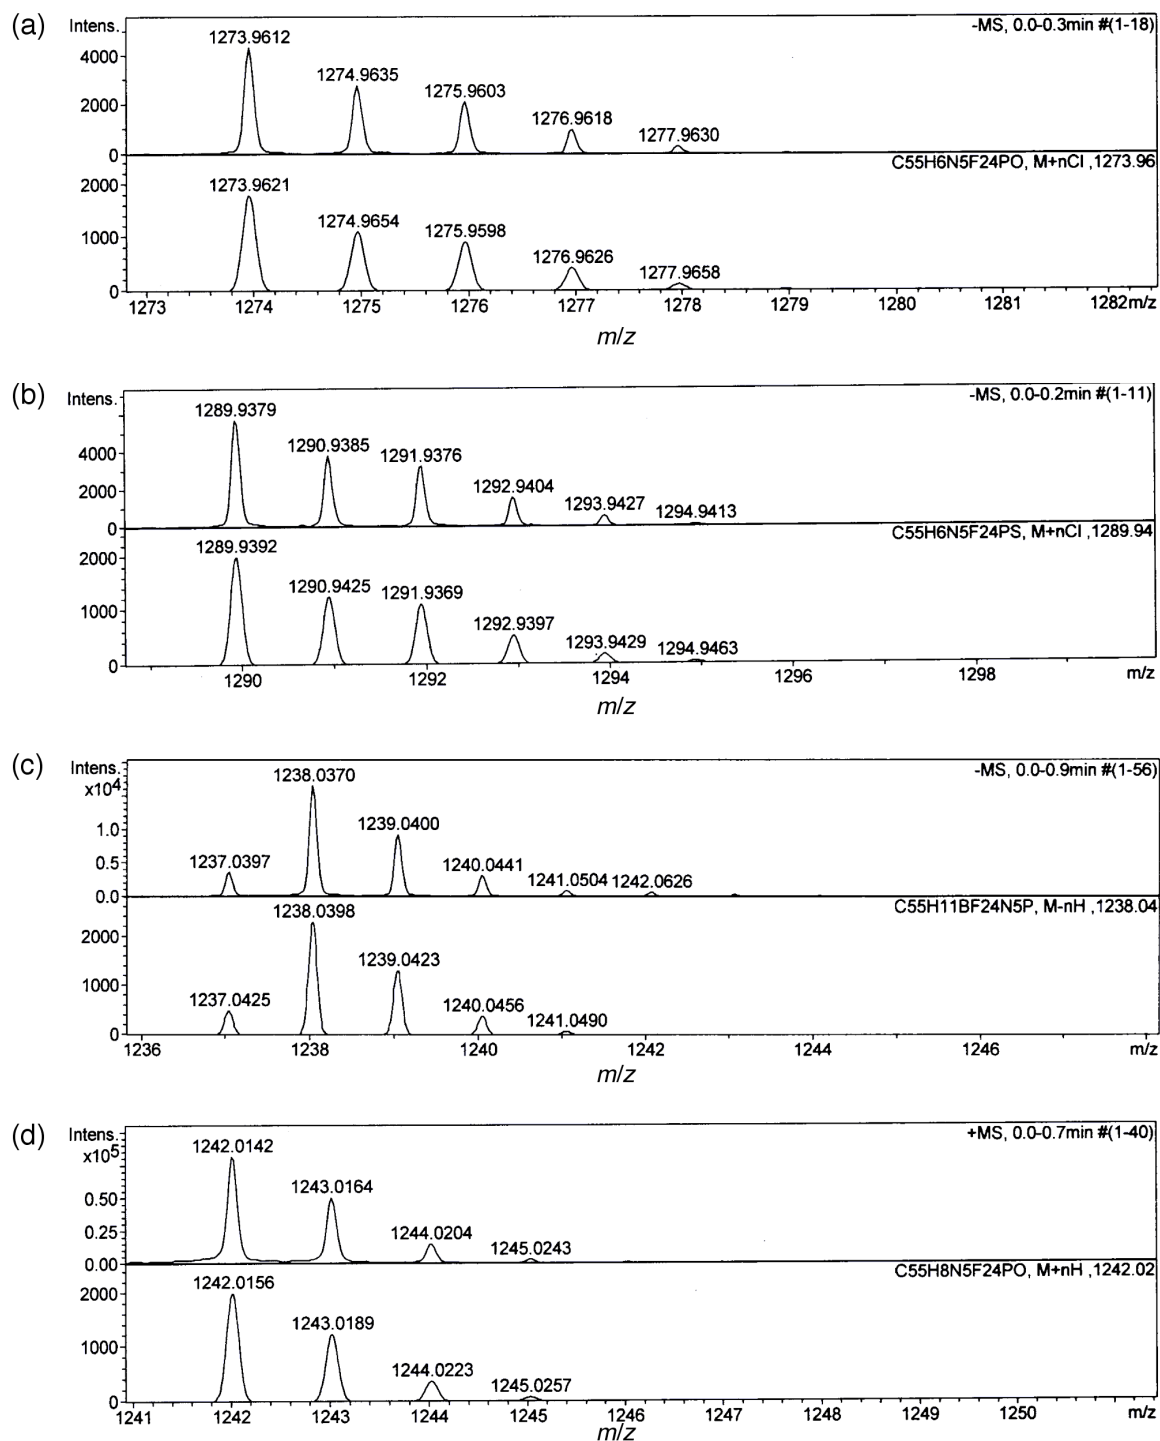 (a)
Intens.
-MS, 0.0-0.3min #(1-18)
1273.9612
4000
1274.9635
1275.9603
2000
1276.9618
1277.9630
0
C55H6N5F24PO, M+nCl ,1273.96
2000
1273.9621
1274.9654
1275.9598
1000
1276.9626
1277.9658
0
1273 1274 1275 1276 1277 1278 1279 1280 1281 1282m/z
m/z
(b)
Intens.
-MS, 0.0-0.2min #(1-11)
1289.9379
4000
1290.9385
1291.9376
2000
1292.9404
1293.9427
1294.9413
0
C55H6N5F24PS, M+nCl ,1289.94
1289.9392
2000
1290.9425
1291.9369
1000
1292.9397
1293.9429
1294.9463
0
1290 1292 1294 1296 1298 m/z
m/z
(c)
Intens.
x10^4
-MS, 0.0-0.9min #(1-56)
1238.0370
1.0
1239.0400
0.5
1237.0397
1240.0441
1241.0504 1242.0626
0.0
C55H11BF24N5P, M-nH ,1238.04
1238.0398
2000
1239.0423
1000
1237.0425
1240.0456
1241.0490
0
1236 1238 1240 1242 1244 1246 m/z
m/z
(d)
Intens.
x10^5
+MS, 0.0-0.7min #(1-40)
1242.0142
0.50
1243.0164
0.25
1244.0204
1245.0243
0.00
C55H8N5F24PO, M+nH ,1242.02
1242.0156
2000
1243.0189
1000
1244.0223
1245.0257
0
1241 1242 1243 1244 1245 1246 1247 1248 1249 1250 m/z
m/z